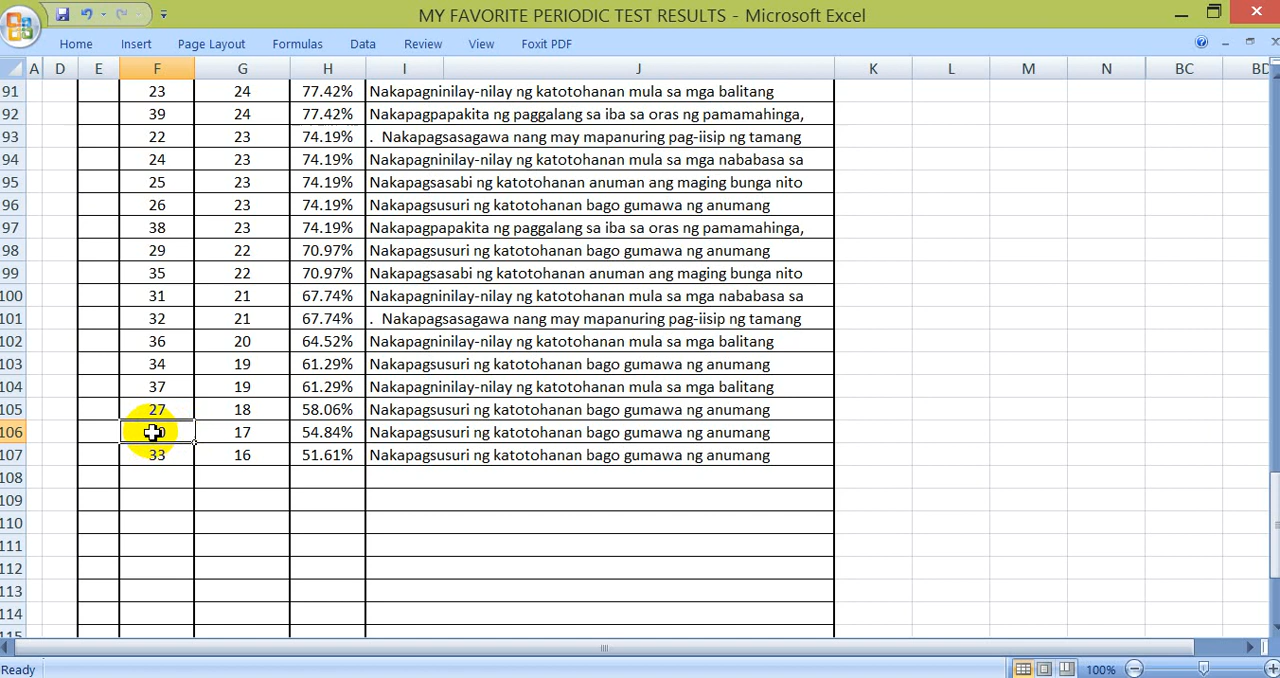 MY FAVORITE PERIODIC TEST RESULTS - Microsoft Excel
Home Insert Page Layout Formulas Data Review View Foxit PDF
A D E F G H I J K L M N BC BD
91 23 24 77.42% Nakapagninilay-nilay ng katotohanan mula sa mga balitang
92 39 24 77.42% Nakapagpapakita ng paggalang sa iba sa oras ng pamamahinga,
93 22 23 74.19% . Nakapagsasagawa nang may mapanuring pag-iisip ng tamang
94 24 23 74.19% Nakapagninilay-nilay ng katotohanan mula sa mga nababasa sa
95 25 23 74.19% Nakapagsasabi ng katotohanan anuman ang maging bunga nito
96 26 23 74.19% Nakapagsusuri ng katotohanan bago gumawa ng anumang
97 38 23 74.19% Nakapagpapakita ng paggalang sa iba sa oras ng pamamahinga,
98 29 22 70.97% Nakapagsusuri ng katotohanan bago gumawa ng anumang
99 35 22 70.97% Nakapagsasabi ng katotohanan anuman ang maging bunga nito
100 31 21 67.74% Nakapagninilay-nilay ng katotohanan mula sa mga nababasa sa
101 32 21 67.74% . Nakapagsasagawa nang may mapanuring pag-iisip ng tamang
102 36 20 64.52% Nakapagninilay-nilay ng katotohanan mula sa mga balitang
103 34 19 61.29% Nakapagsusuri ng katotohanan bago gumawa ng anumang
104 37 19 61.29% Nakapagninilay-nilay ng katotohanan mula sa mga balitang
105 27 18 58.06% Nakapagsusuri ng katotohanan bago gumawa ng anumang
106 17 54.84% Nakapagsusuri ng katotohanan bago gumawa ng anumang
107 33 16 51.61% Nakapagsusuri ng katotohanan bago gumawa ng anumang
108
109
110
111
112
113
114
115
Ready 100%